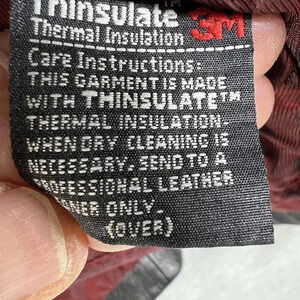 Thinsulate™ 3M
Thermal Insulation
Care Instructions:
THIS GARMENT IS MADE
WITH THINSULATE™
THERMAL INSULATION-
WHEN DRY CLEANING IS
NECESSARY, SEND TO A
PROFESSIONAL LEATHER
CLEANER ONLY.
(OVER)